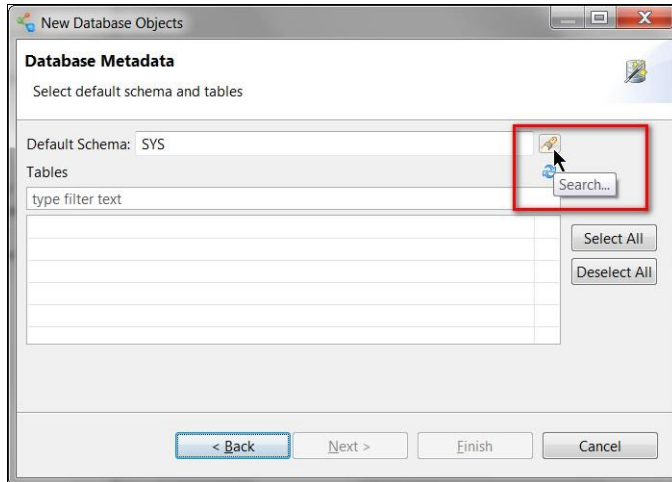 New Database Objects
Database Metadata
Select default schema and tables
Default Schema: SYS
Tables
Search...
type filter text
Select All
Deselect All
< Back Next > Finish Cancel